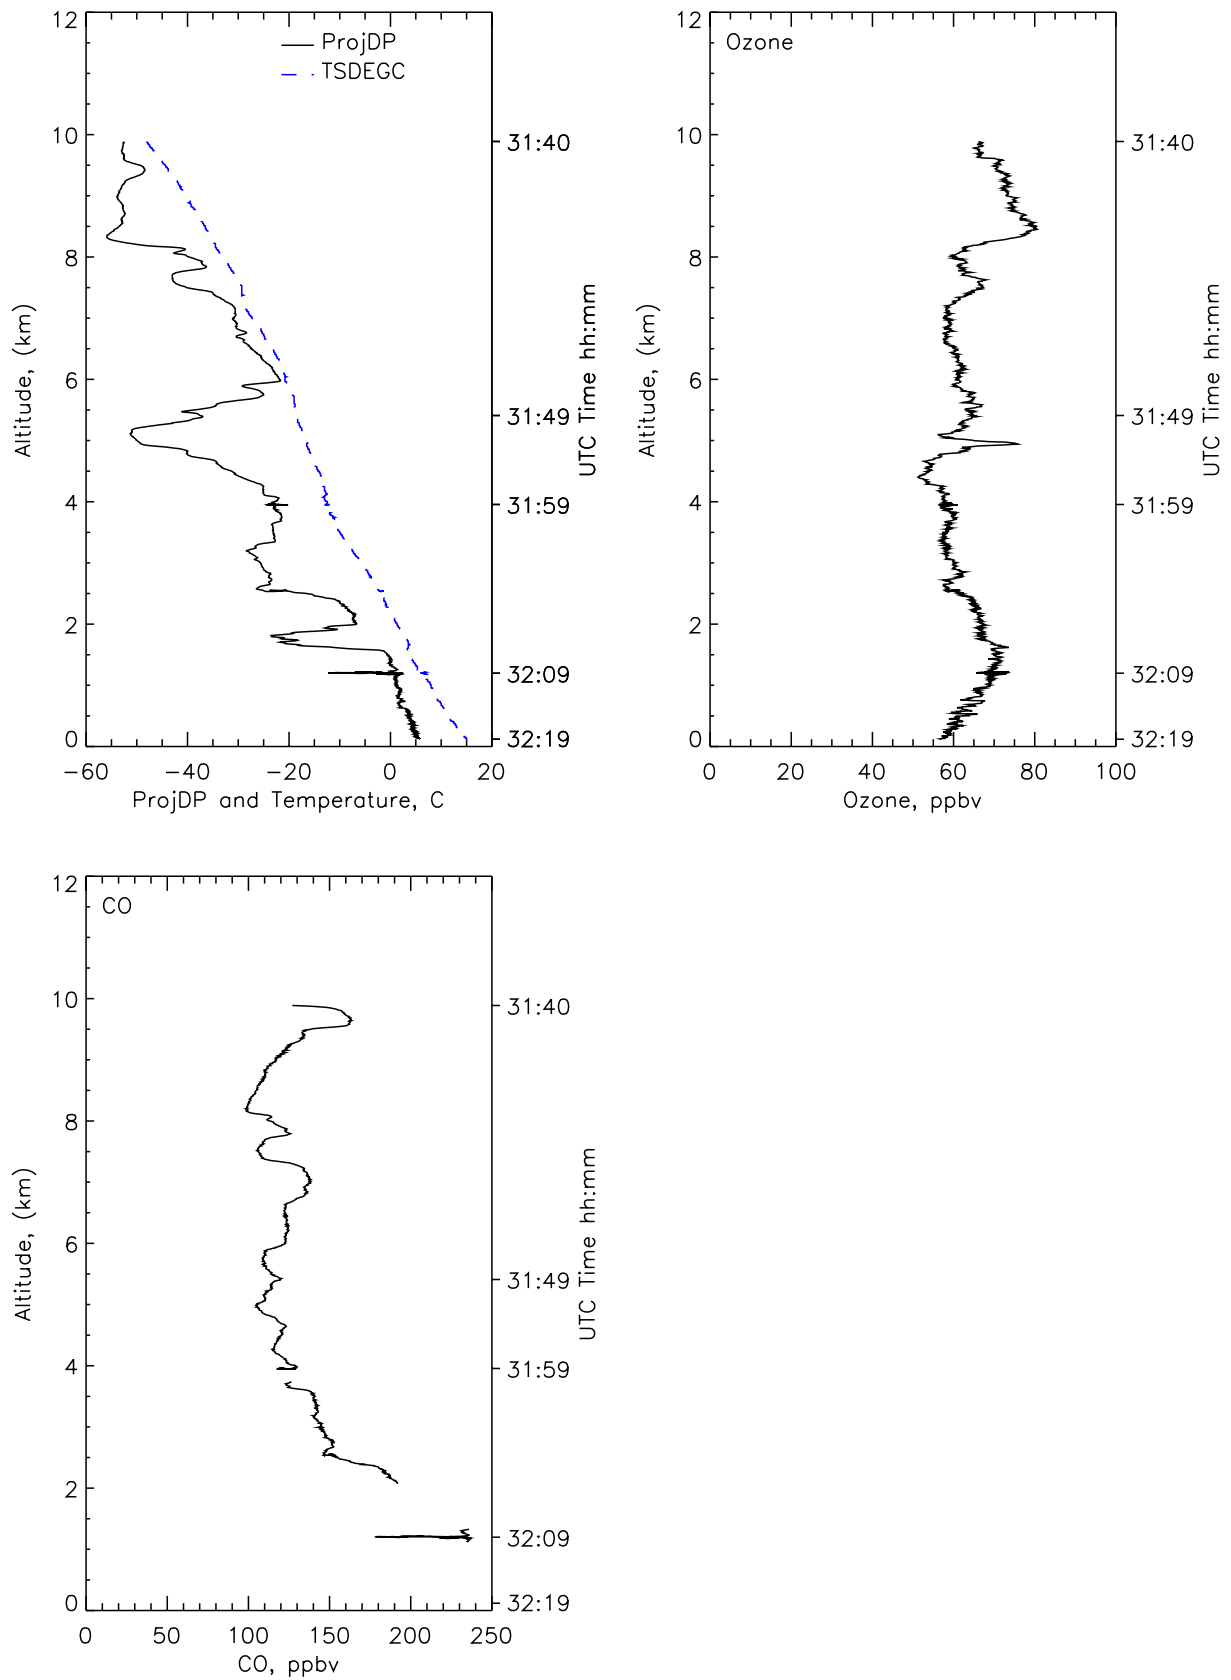 12
10
8
6
4
2
0
Altitude, (km)
ProjDP
TSDEGC
31:40
31:49
31:59
32:09
32:19
UTC Time hh:mm
-60 -40 -20 0 20
ProjDP and Temperature, C
12
10
8
6
4
2
0
Altitude, (km)
Ozone
31:40
31:49
31:59
32:09
32:19
UTC Time hh:mm
0 20 40 60 80 100
Ozone, ppbv
12
10
8
6
4
2
0
Altitude, (km)
CO
31:40
31:49
31:59
32:09
32:19
UTC Time hh:mm
0 50 100 150 200 250
CO, ppbv